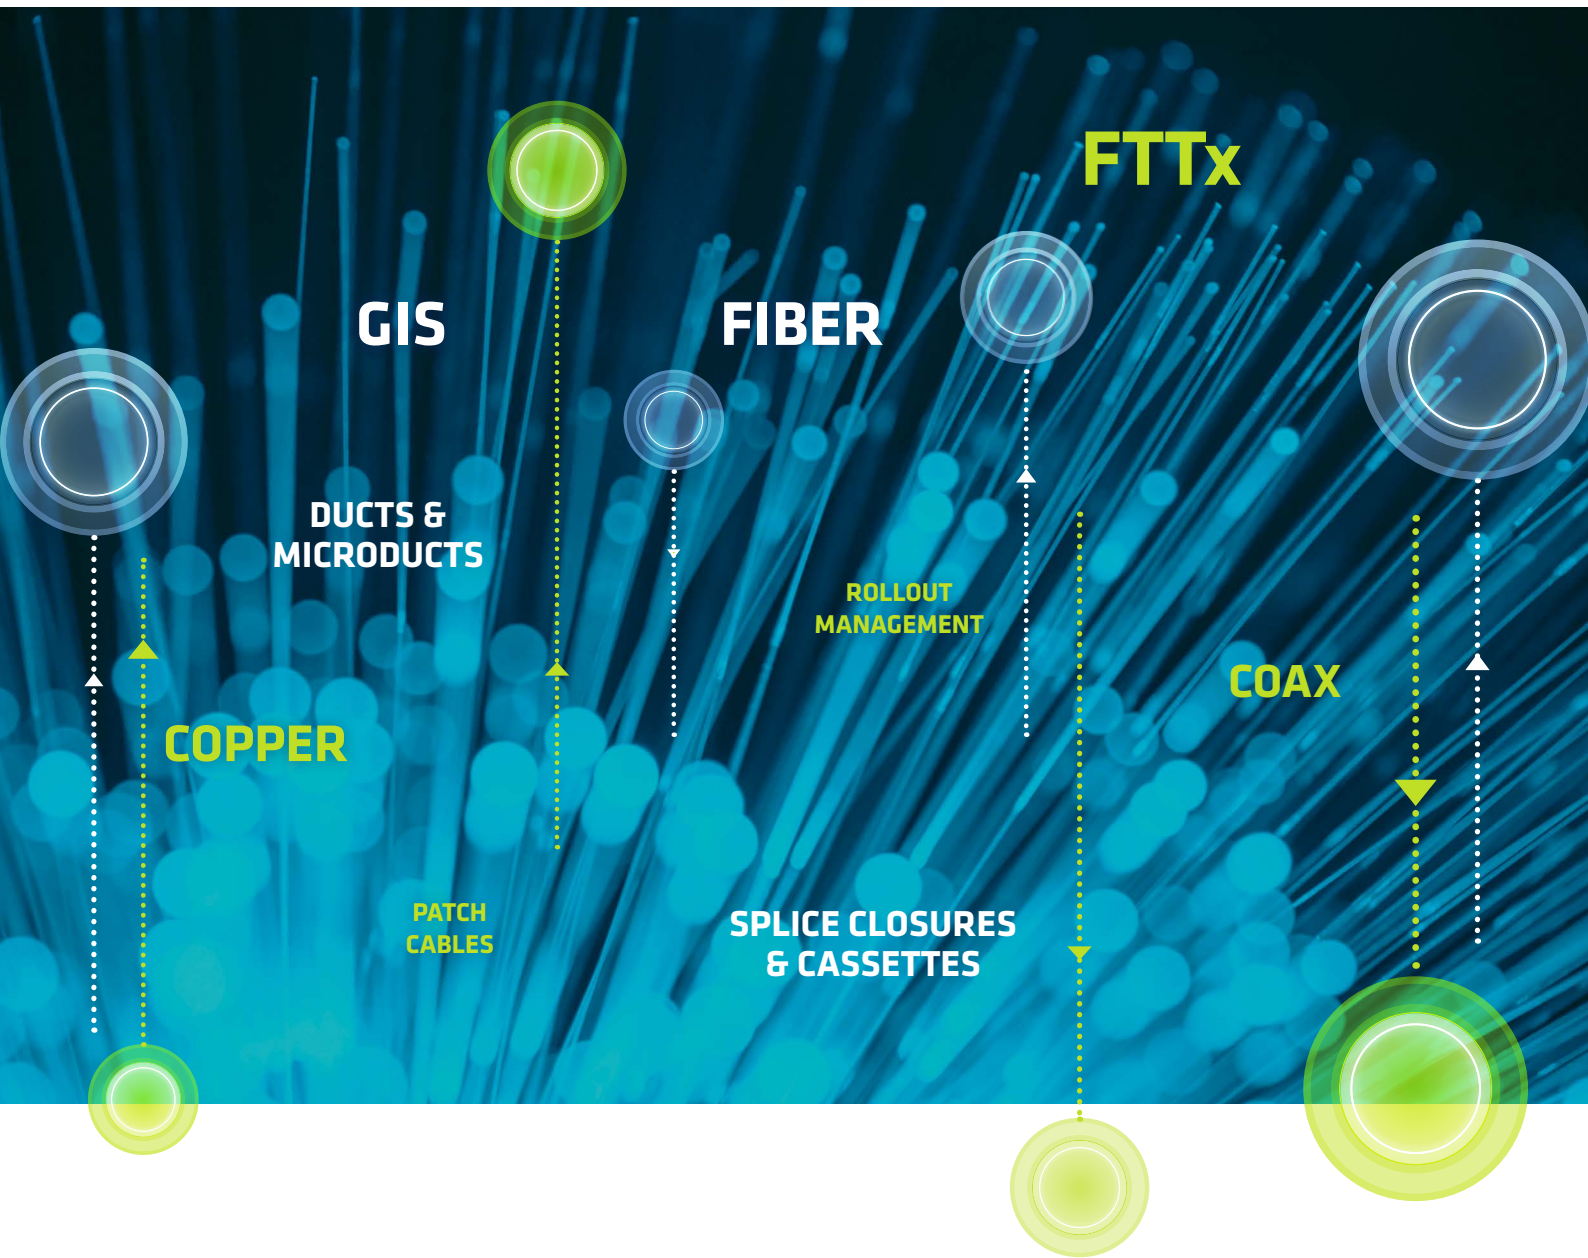 FTTx
GIS
FIBER
DUCTS &
MICRODUCTS
ROLLOUT
MANAGEMENT
COAX
COPPER
PATCH
CABLES
SPLICE CLOSURES
& CASSETTES